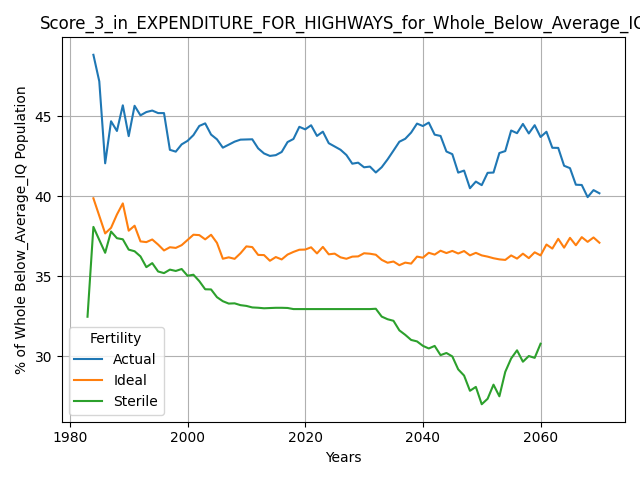 Score_3_in_EXPENDITURE_FOR_HIGHWAYS_for_Whole_Below_Average_IQ
% of Whole Below_Average_IQ Population
45
40
35
30
Fertility
Actual
Ideal
Sterile
1980
2000
2020
2040
2060
Years